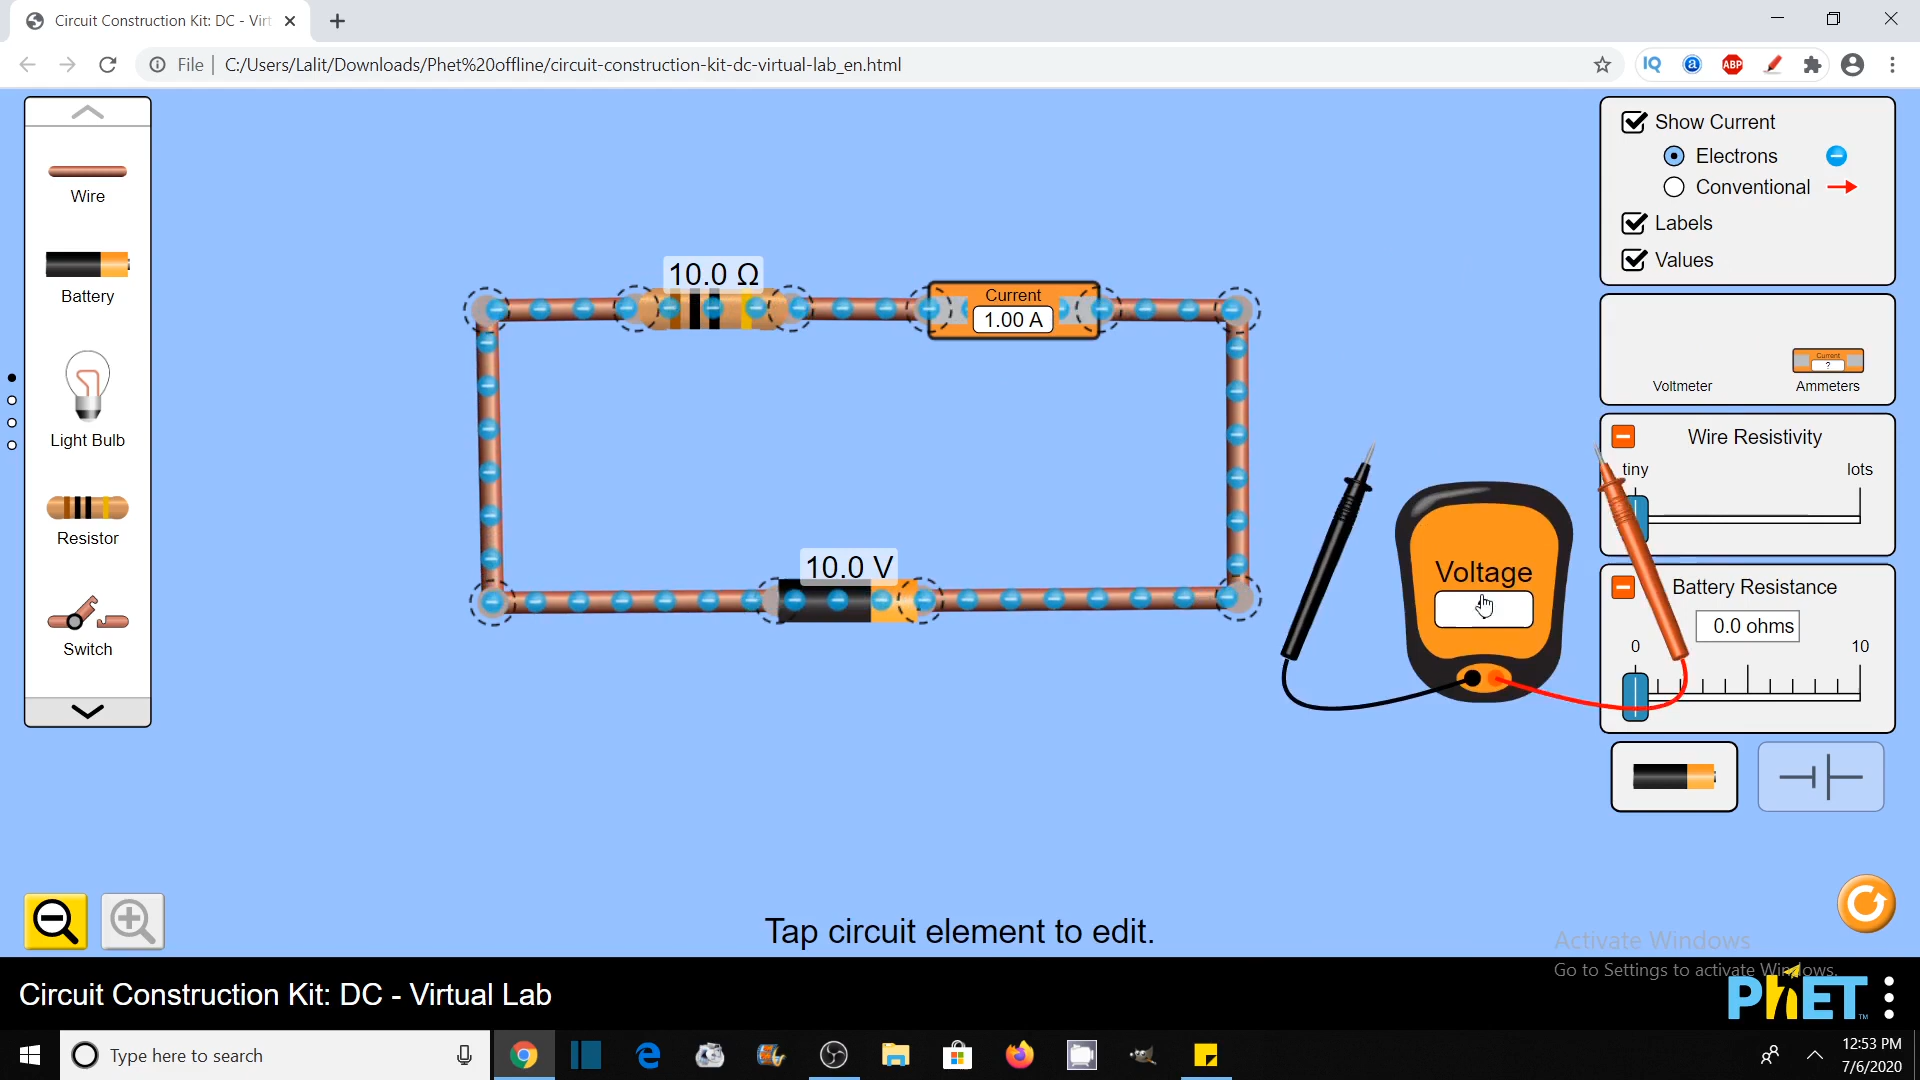 Circuit Construction Kit: DC - Virt
File
C:/Users/Lalit/Downloads/Phet%20offline/circuit-construction-kit-dc-virtual-lab_en.html
IQ
a
ABP
Wire
Battery
Light Bulb
Resistor
Switch
10.0 Ω
Current
1.00 A
10.0 V
Voltage
Show Current
Electrons
Conventional
Labels
Values
Current
?
Voltmeter
Ammeters
Wire Resistivity
tiny
lots
Battery Resistance
0.0 ohms
0
10
Tap circuit element to edit.
Activate Windows
Go to Settings to activate Windows.
Circuit Construction Kit: DC - Virtual Lab
PhET
TM
Type here to search
12:53 PM
7/6/2020